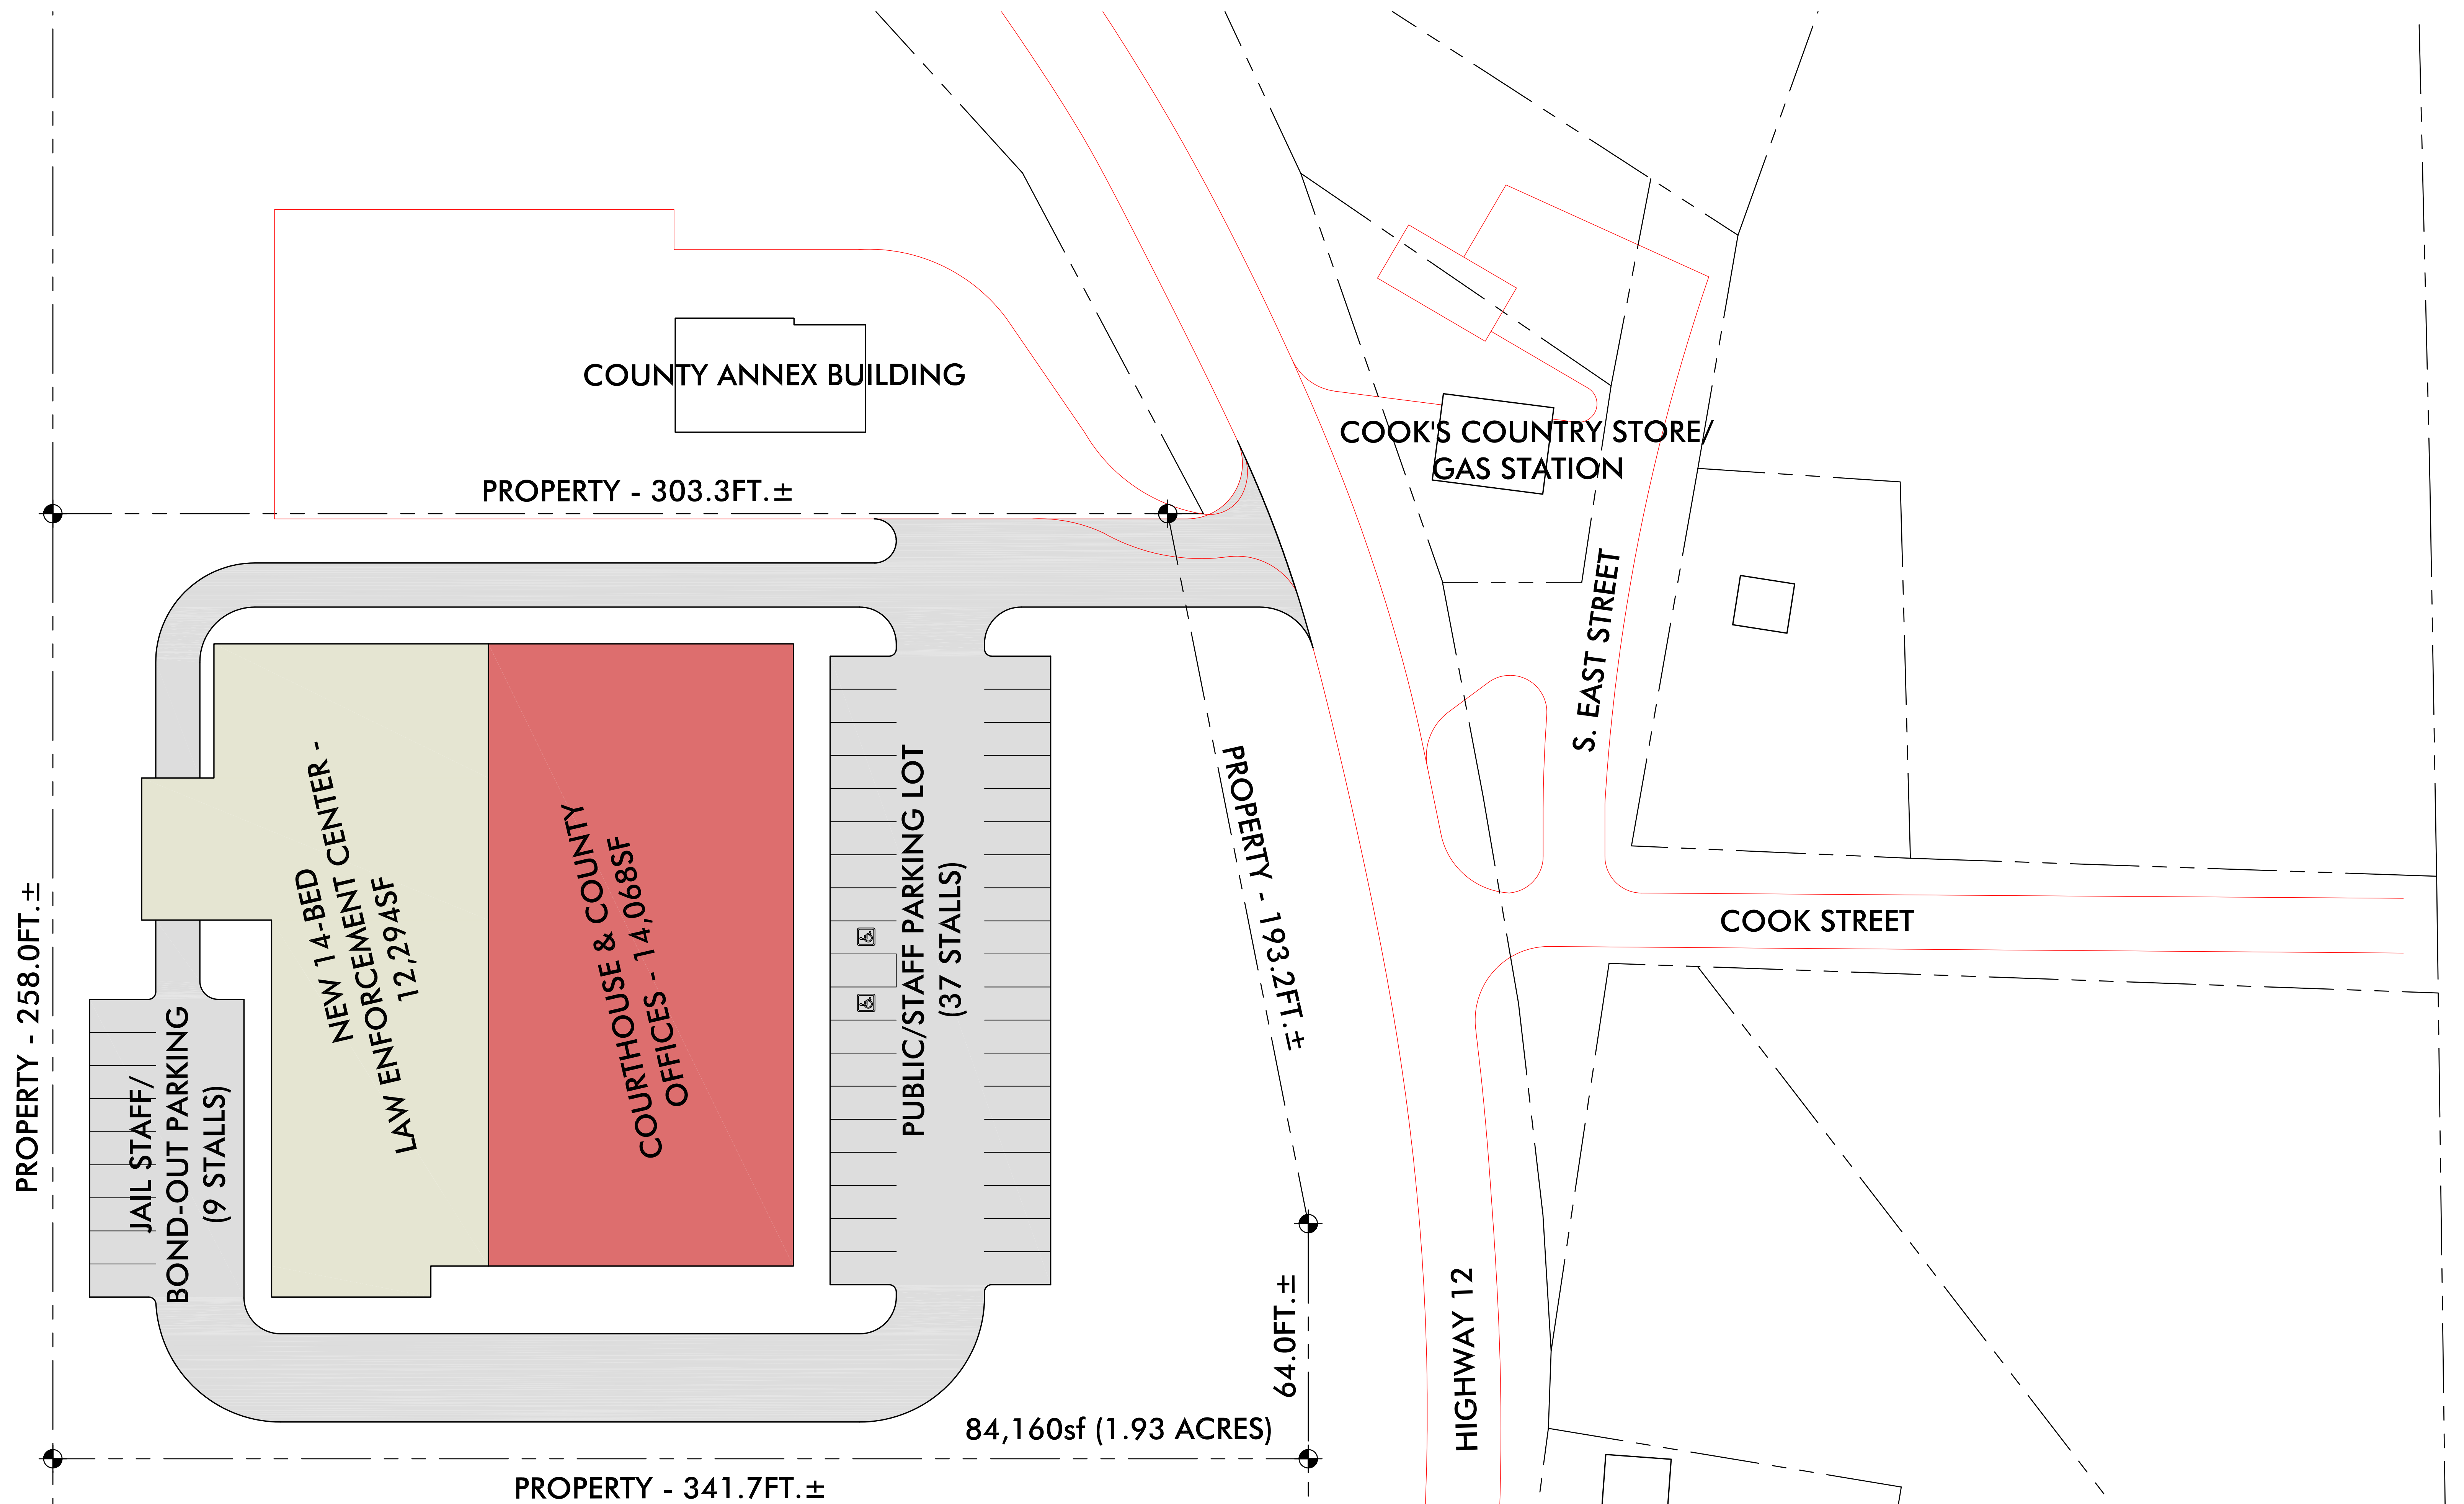 COUNTY ANNEX BUILDING
PROPERTY - 303.3FT.±
COOK'S COUNTRY STORE/
GAS STATION
S. EAST STREET
PROPERTY - 258.0FT.±
NEW 14-BED
LAW ENFORCEMENT CENTER -
12,294SF
COURTHOUSE & COUNTY
OFFICES - 14,068SF
PUBLIC/STAFF PARKING LOT
(37 STALLS)
PROPERTY - 193.2FT.±
COOK STREET
JAIL STAFF/
BOND-OUT PARKING
(9 STALLS)
64.0FT.±
HIGHWAY 12
84,160sf (1.93 ACRES)
PROPERTY - 341.7FT.±